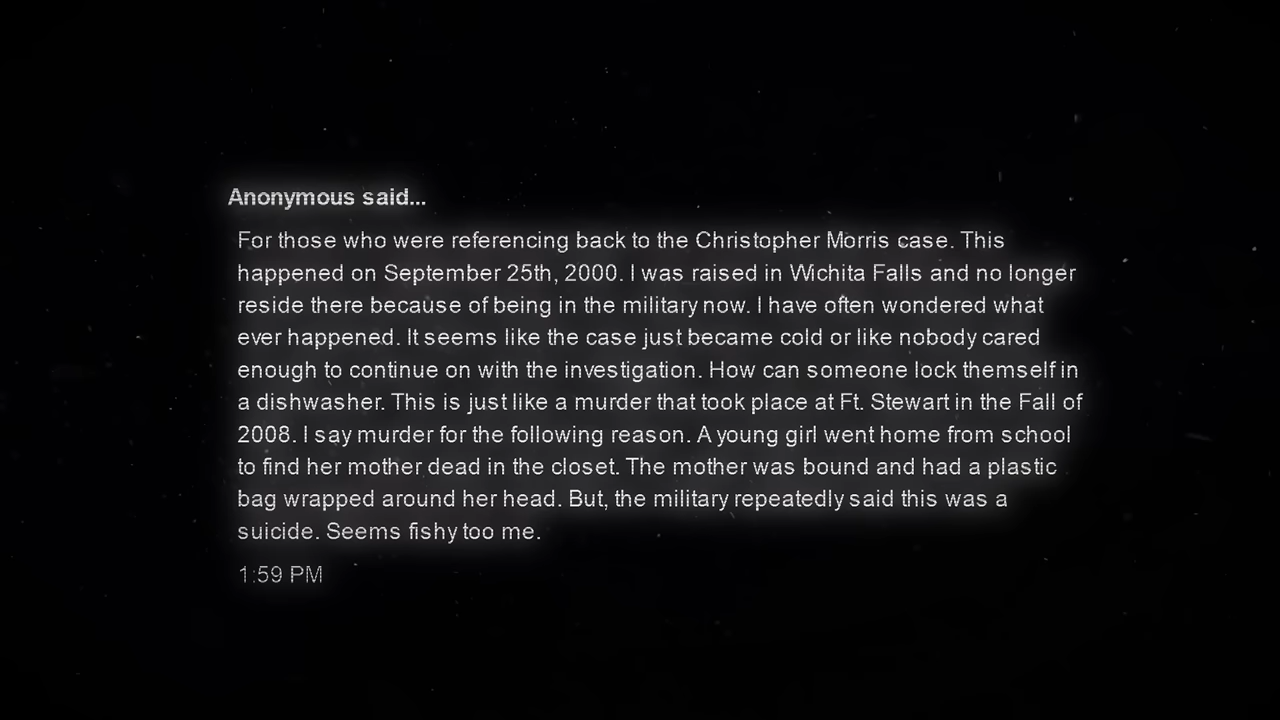 Anonymous said...
For those who were referencing back to the Christopher Morris case. This
happened on September 25th, 2000. I was raised in Wichita Falls and no longer
reside there because of being in the military now. I have often wondered what
ever happened. It seems like the case just became cold or like nobody cared
enough to continue on with the investigation. How can someone lock themself in
a dishwasher. This is just like a murder that took place at Ft. Stewart in the Fall of
2008. I say murder for the following reason. A young girl went home from school
to find her mother dead in the closet. The mother was bound and had a plastic
bag wrapped around her head. But, the military repeatedly said this was a
suicide. Seems fishy too me.
1:59 PM